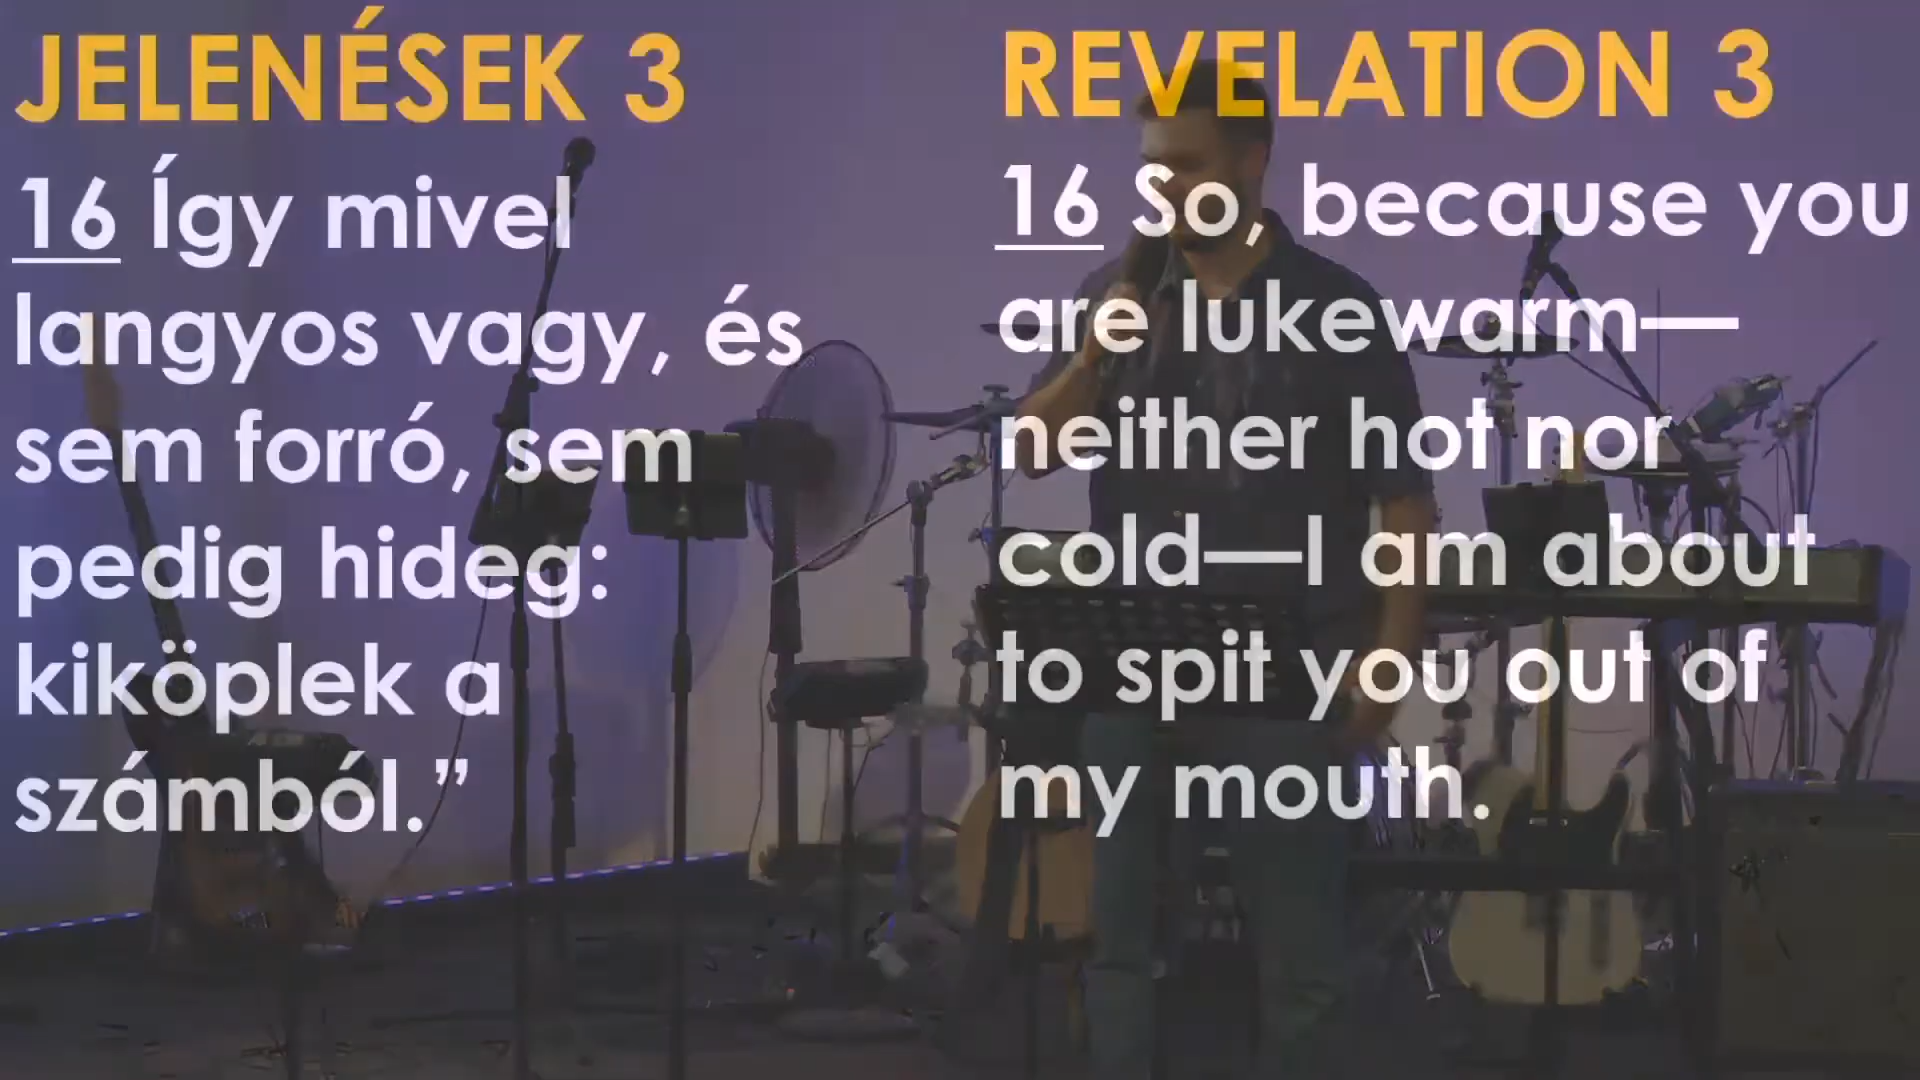 JELENÉSEK 3
16 Így mivel
langyos vagy, és
sem forró, sem
pedig hideg:
kiköplek a
számból.”
REVELATION 3
16 So, because you
are lukewarm—
neither hot nor
cold—I am about
to spit you out of
my mouth.